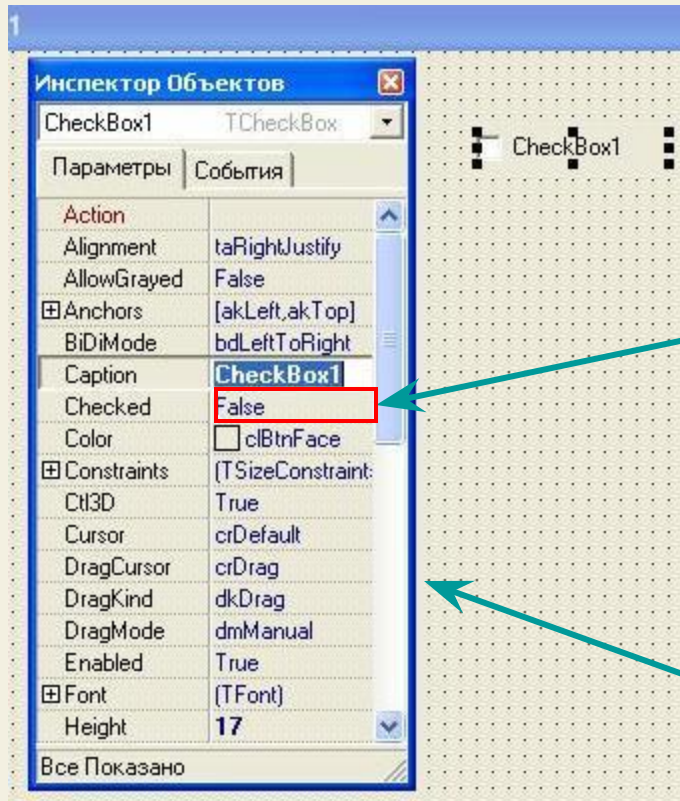 1
Инспектор Объектов
CheckBox1 TCheckBox
Параметры События
Action
Alignment taRightJustify
AllowGrayed False
Anchors [akLeft,akTop]
BiDiMode bdLeftToRight
Caption CheckBox1
Checked False
Color clBtnFace
Constraints (TSizeConstraint
Ctl3D True
Cursor crDefault
DragCursor crDrag
DragKind dkDrag
DragMode dmManual
Enabled True
Font (TFont)
Height 17
Все Показано
CheckBox1